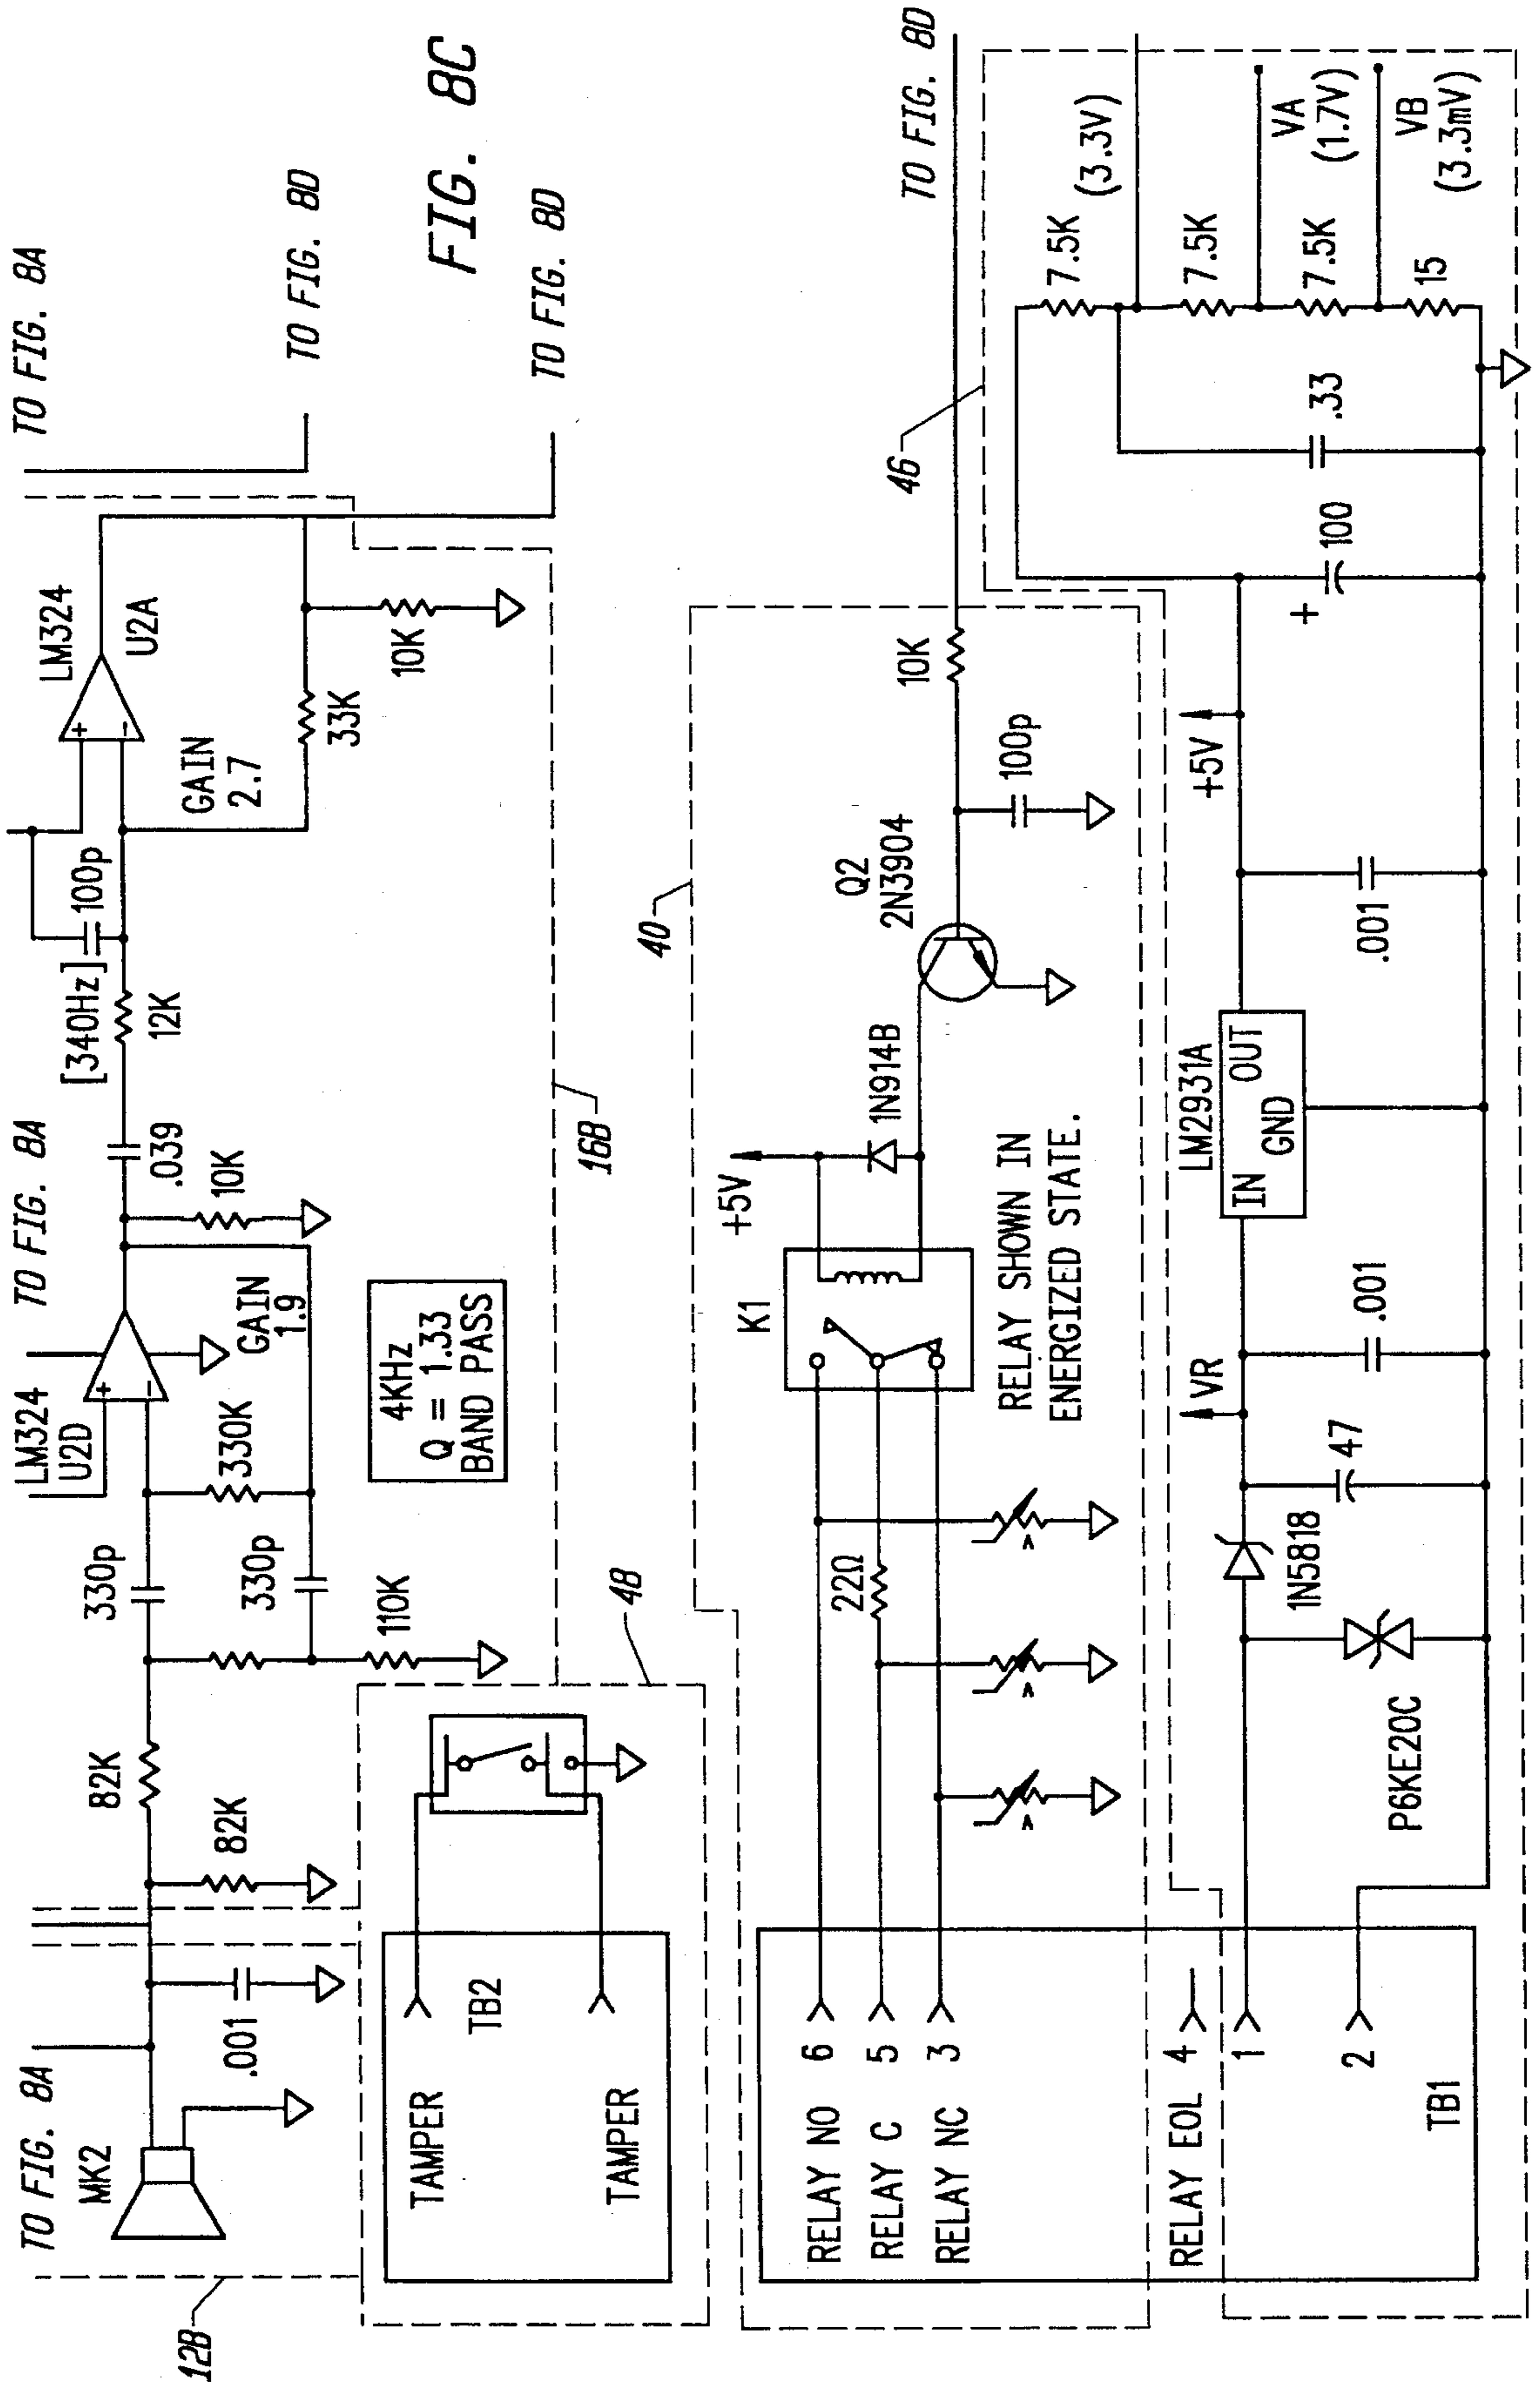 TO FIG. 8A
MK2
.001
82K
82K
330p
330p
110K
LM324
U2D
+
-
330K
TO FIG. 8A
GAIN
1.9
10K
.039
[340Hz]
12K
100p
+
-
LM324
U2A
GAIN
2.7
33K
10K
TO FIG. 8A
TO FIG. 8D
TO FIG. 8D
FIG. 8C
4KHz
Q = 1.33
BAND PASS
12B
16B
48
TAMPER
TB2
TAMPER
40
RELAY NO 6
RELAY C 5
RELAY NC 3
RELAY EOL 4
1
2
TB1
22Ω
K1
+5V
1N914B
RELAY SHOWN IN
ENERGIZED STATE.
Q2
2N3904
100p
10K
TO FIG. 8D
46
P6KE20C
1N5818
47
VR
.001
LM2931A
IN
OUT
GND
.001
+5V
+
100
.33
7.5K
(3.3V)
7.5K
VA
(1.7V)
7.5K
VB
(3.3mV)
15